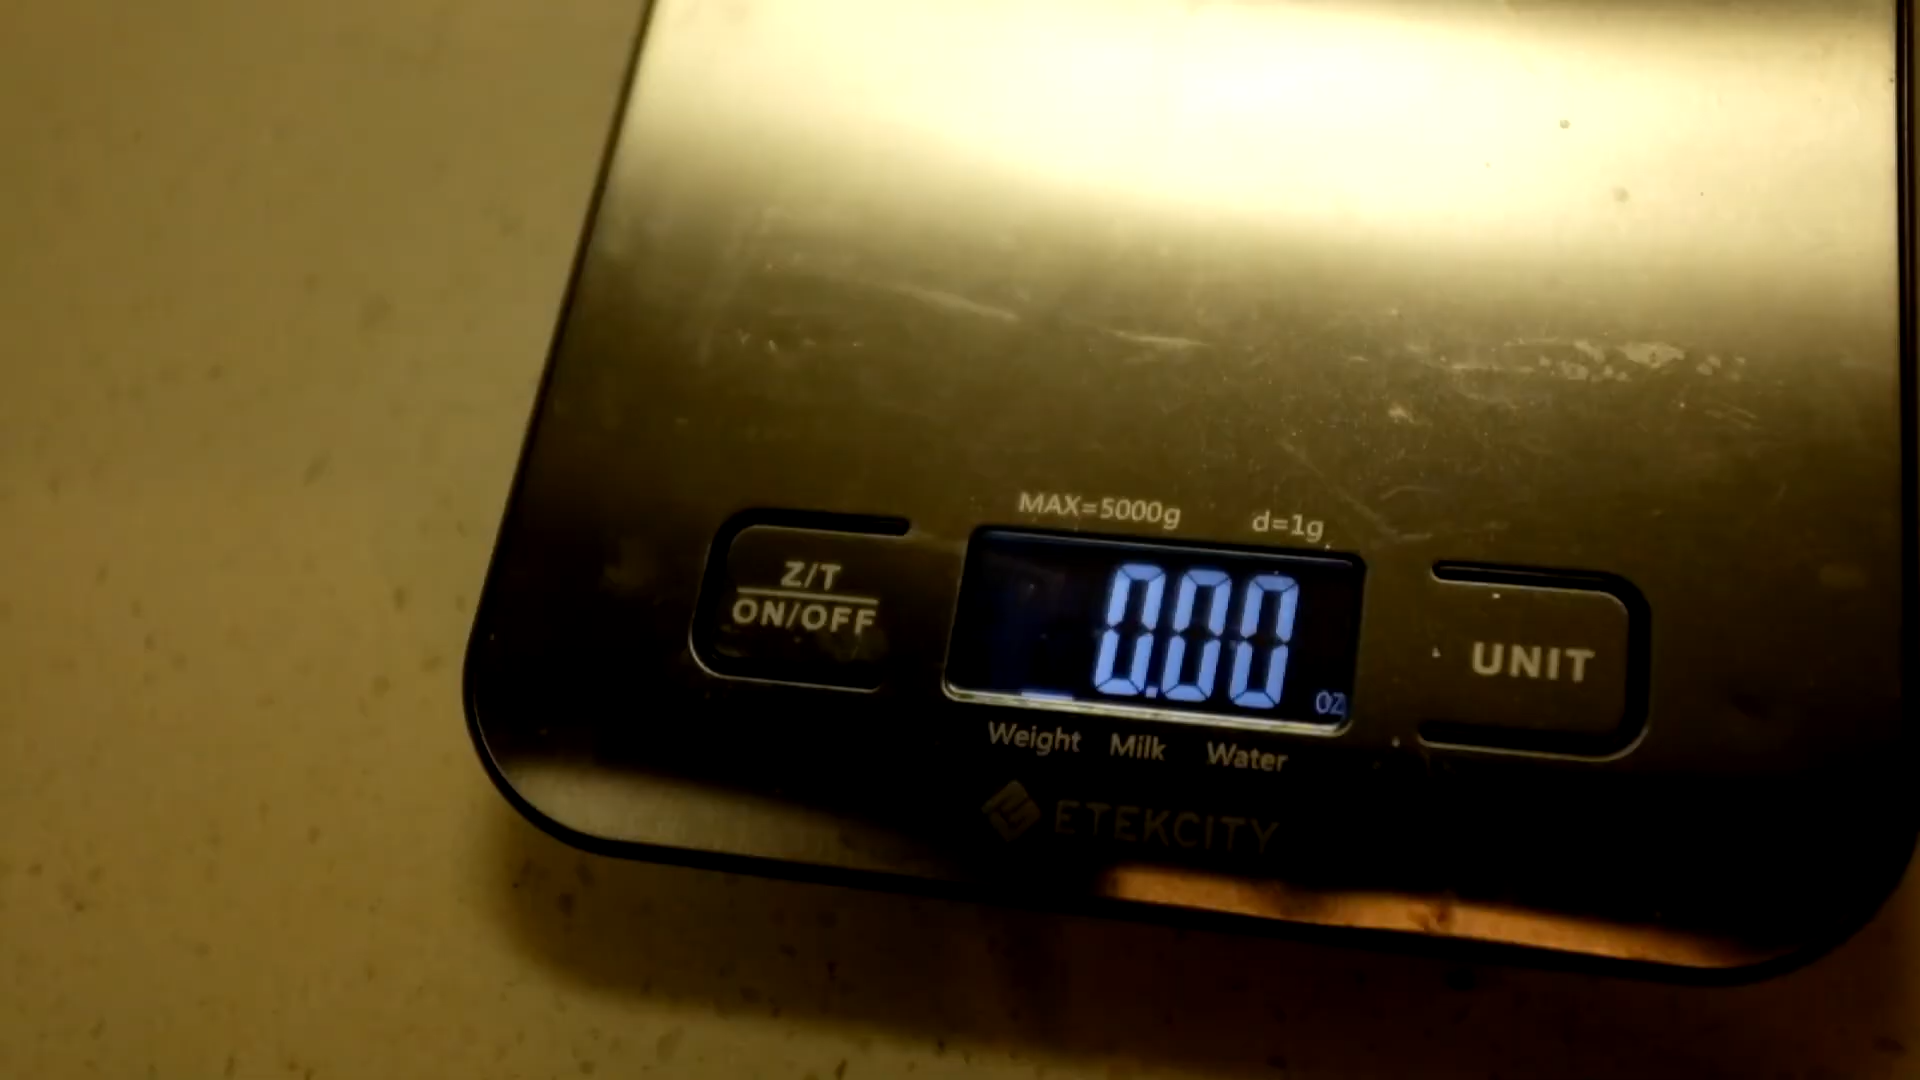 MAX=5000g d=1g
Z/T
ON/OFF
0.00 oz
UNIT
Weight Milk Water
ETEKCITY